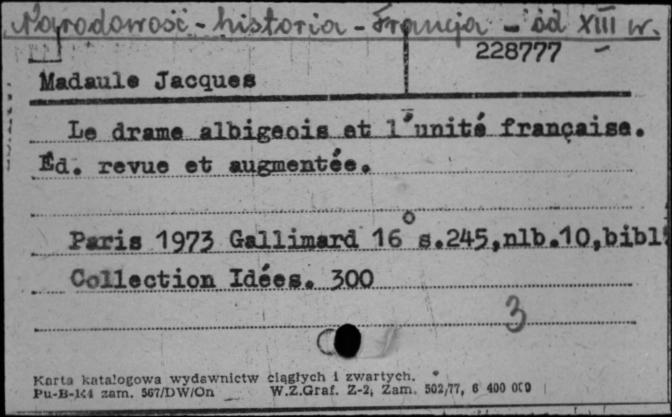 Narodowość - historia - Francja - od XIII w.
228777
Madaule Jacques
Le drame albigeois et l'unité française.
Éd. revue et augmentée.
Paris 1973 Gallimard 16° s.245,nlb.10,bibl
Collection Idées. 300
3
Karta katalogowa wydawnictw ciągłych i zwartych.
Pu-B-144 zam. 567/DW/On W.Z.Graf. Z-2, Zam. 502/77, 6 400 000